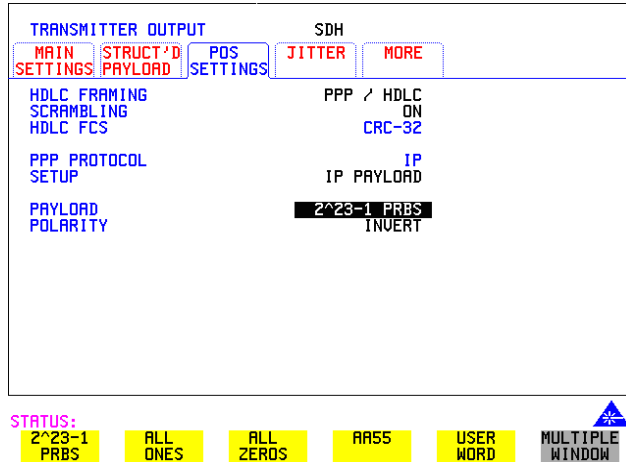 TRANSMITTER OUTPUT SDH
MAIN SETTINGS STRUCT'D PAYLOAD POS SETTINGS JITTER MORE
HDLC FRAMING PPP / HDLC
SCRAMBLING ON
HDLC FCS CRC-32
PPP PROTOCOL IP
SETUP IP PAYLOAD
PAYLOAD 2^23-1 PRBS
POLARITY INVERT
STATUS:
2^23-1 PRBS ALL ONES ALL ZEROS AA55 USER WORD MULTIPLE WINDOW